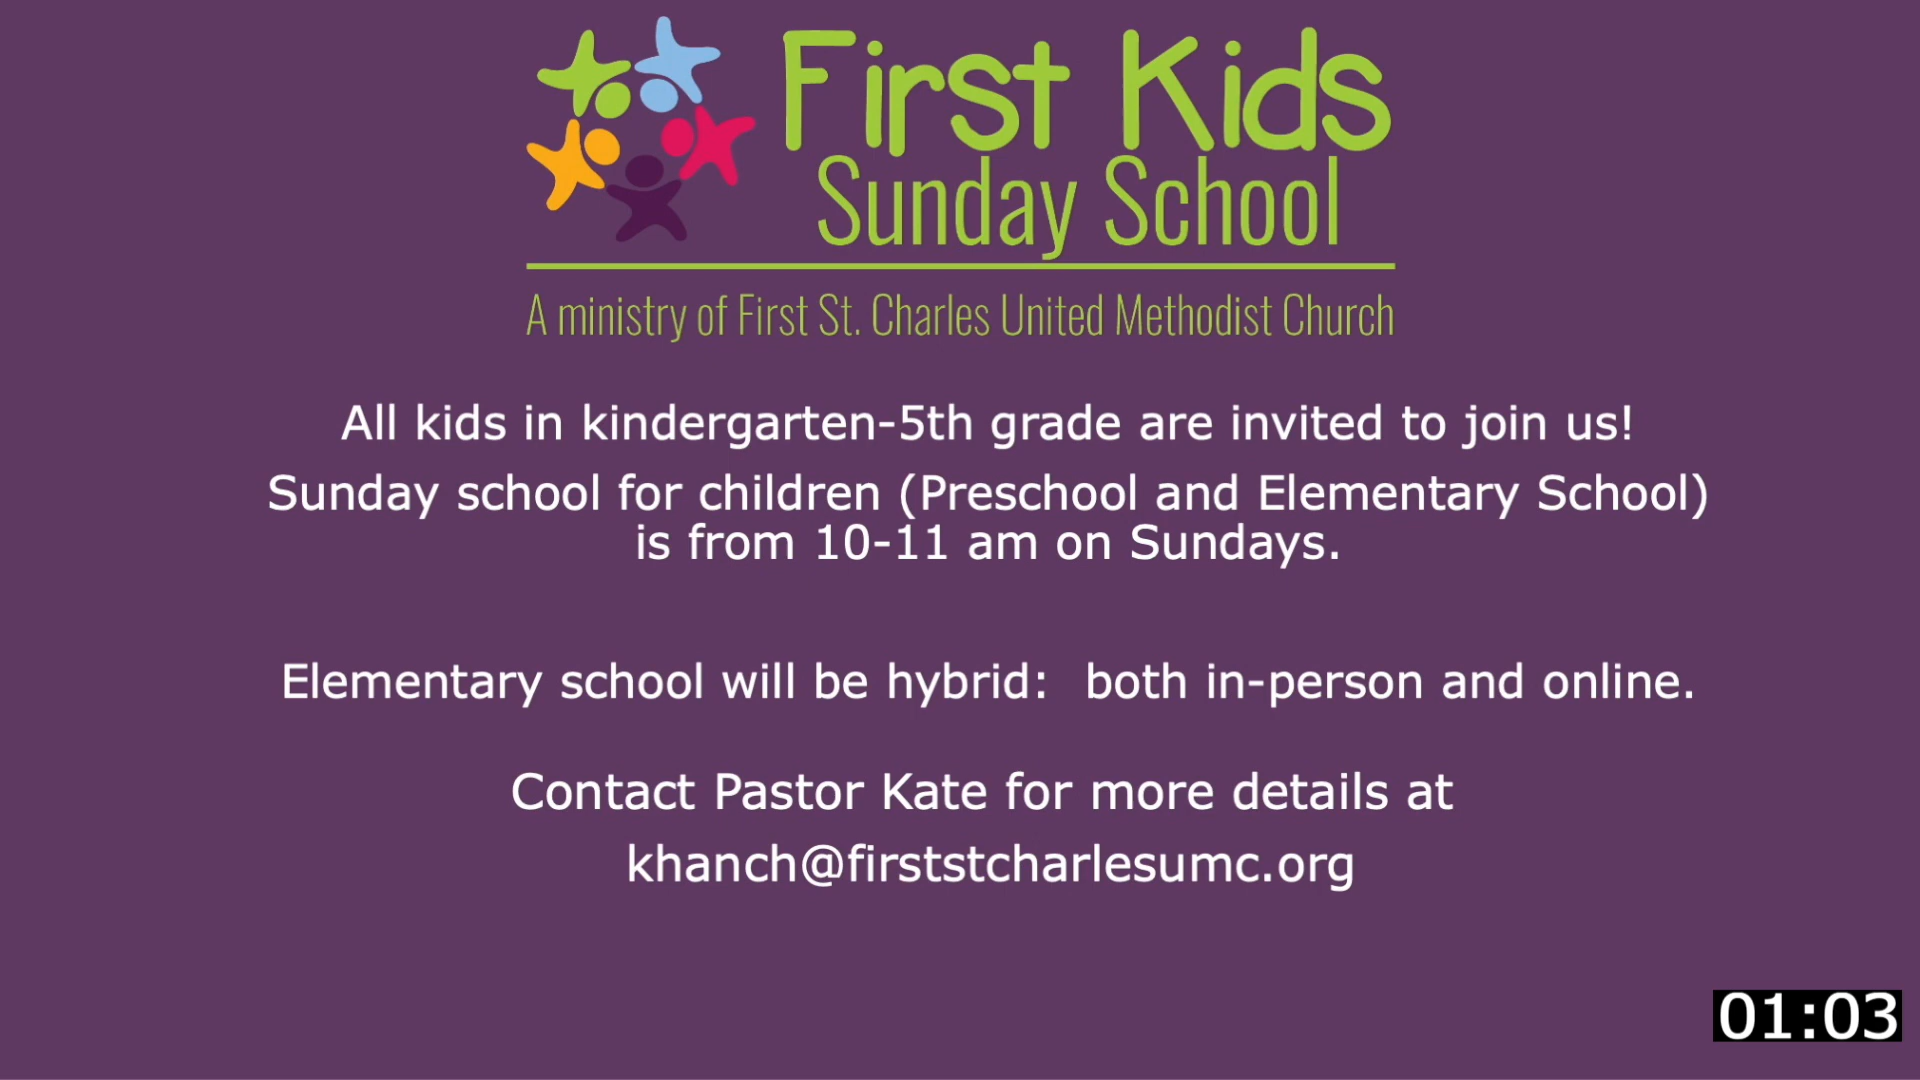 First Kids
Sunday School
A ministry of First St. Charles United Methodist Church
All kids in kindergarten-5th grade are invited to join us!
Sunday school for children (Preschool and Elementary School)
is from 10-11 am on Sundays.
Elementary school will be hybrid:  both in-person and online.
Contact Pastor Kate for more details at
khanch@firststcharlesumc.org
01:03